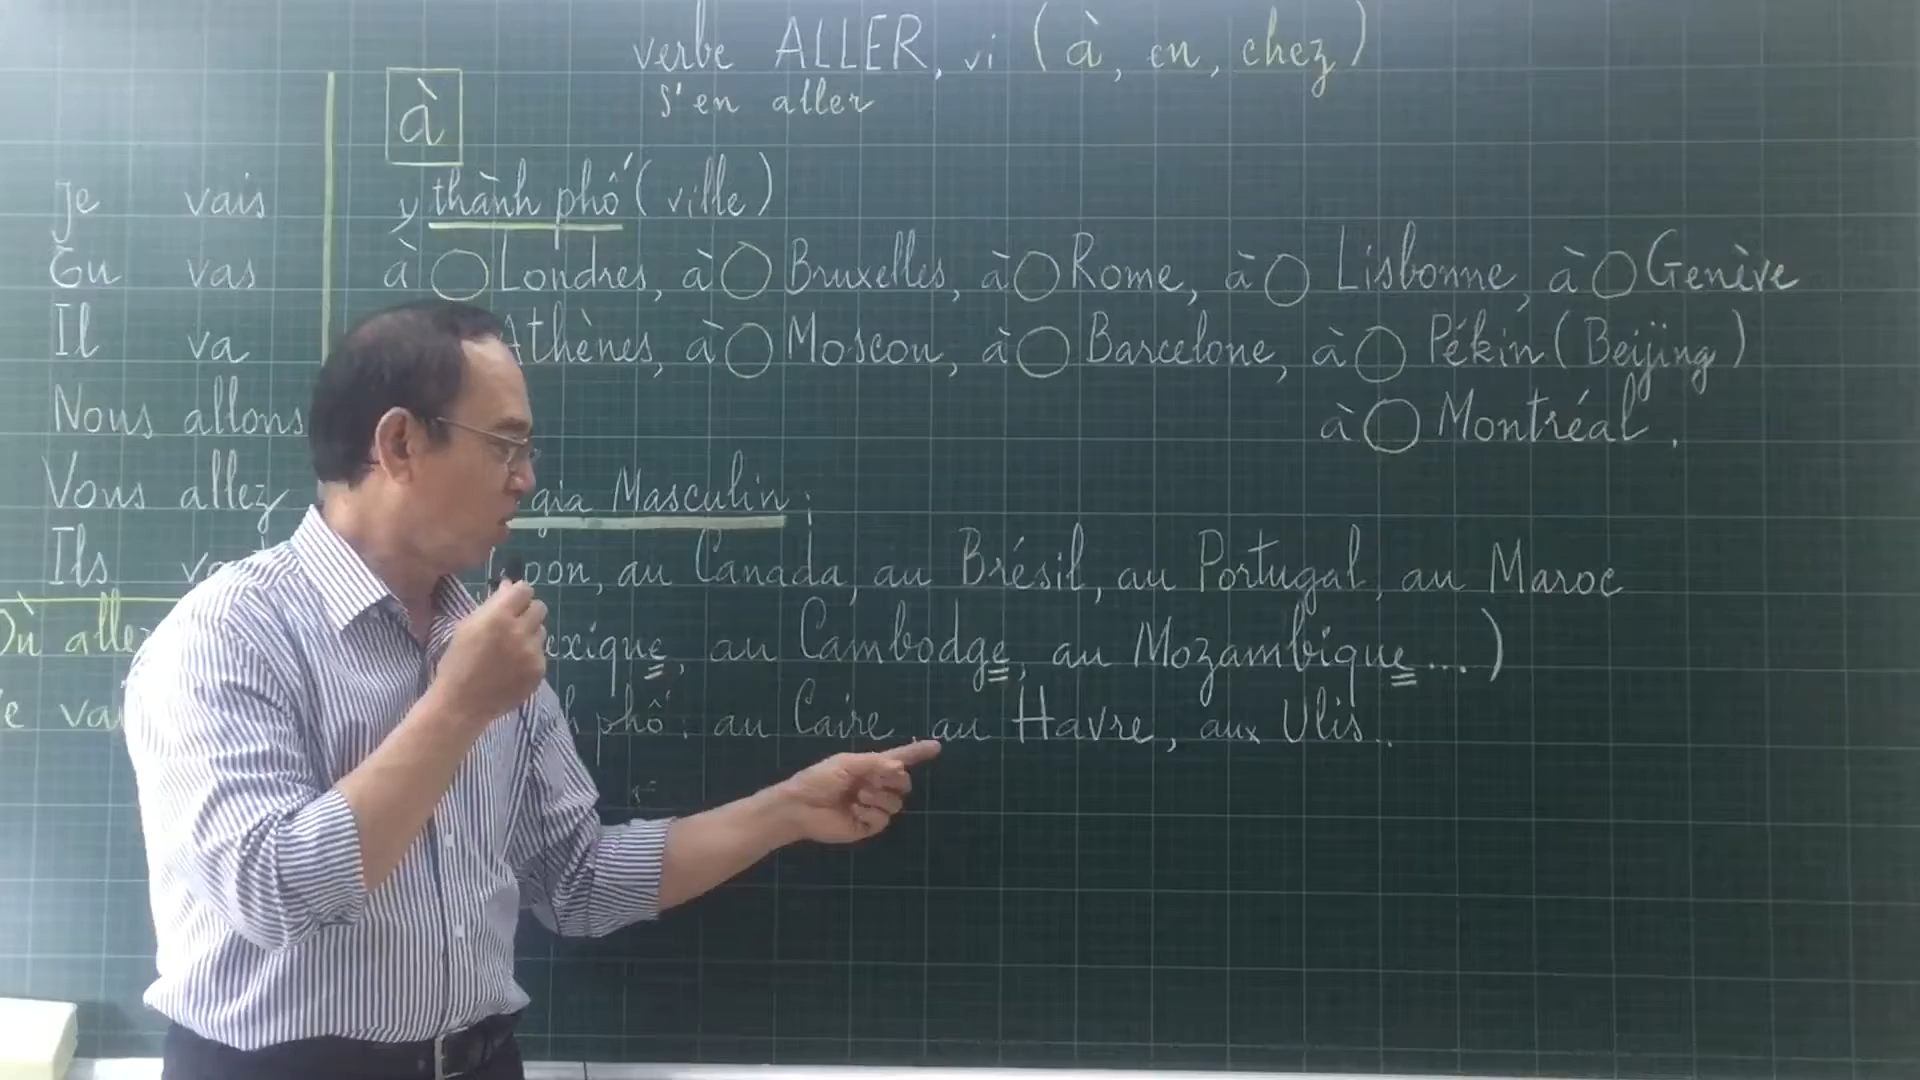 verbe ALLER, vi (à, en, chez)
s'en aller
à
Je vais
y thành phố (ville)
Tu vas
à Londres, à Bruxelles, à Rome, à Lisbonne, à Genève
Il va
Athènes, à Moscou, à Barcelone, à Pékin (Beijing)
Nous allons
à Montréal.
Vous allez
gia Masculin :
Ils
au Canada, au Brésil, au Portugal, au Maroc
Où
au Cambodge, au Mozambique...)
phố : au Caire, au Havre, aux Ulis..